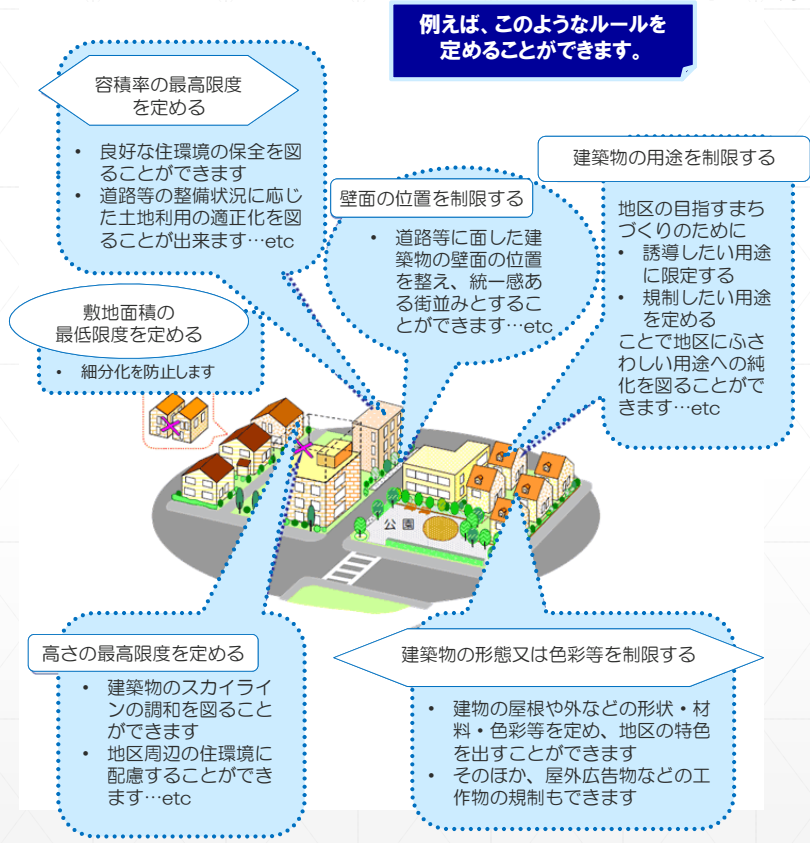 例えば、このようなルールを
定めることができます。
容積率の最高限度
を定める
• 良好な住環境の保全を図
ることができます
• 道路等の整備状況に応じ
た土地利用の適正化を図
ることが出来ます…etc
壁面の位置を制限する
• 道路等に面した建
築物の壁面の位置
を整え、統一感あ
る街並みとするこ
とができます…etc
建築物の用途を制限する
地区の目指すまち
づくりのために
• 誘導したい用途
に限定する
• 規制したい用途
を定める
ことで地区にふさ
わしい用途への純
化を図ることがで
きます…etc
敷地面積の
最低限度を定める
• 細分化を防止します
公園
高さの最高限度を定める
• 建築物のスカイライ
ンの調和を図ること
ができます
• 地区周辺の住環境に
配慮することができ
ます…etc
建築物の形態又は色彩等を制限する
• 建物の屋根や外などの形状・材
料・色彩等を定め、地区の特色
を出すことができます
• そのほか、屋外広告物などの工
作物の規制もできます